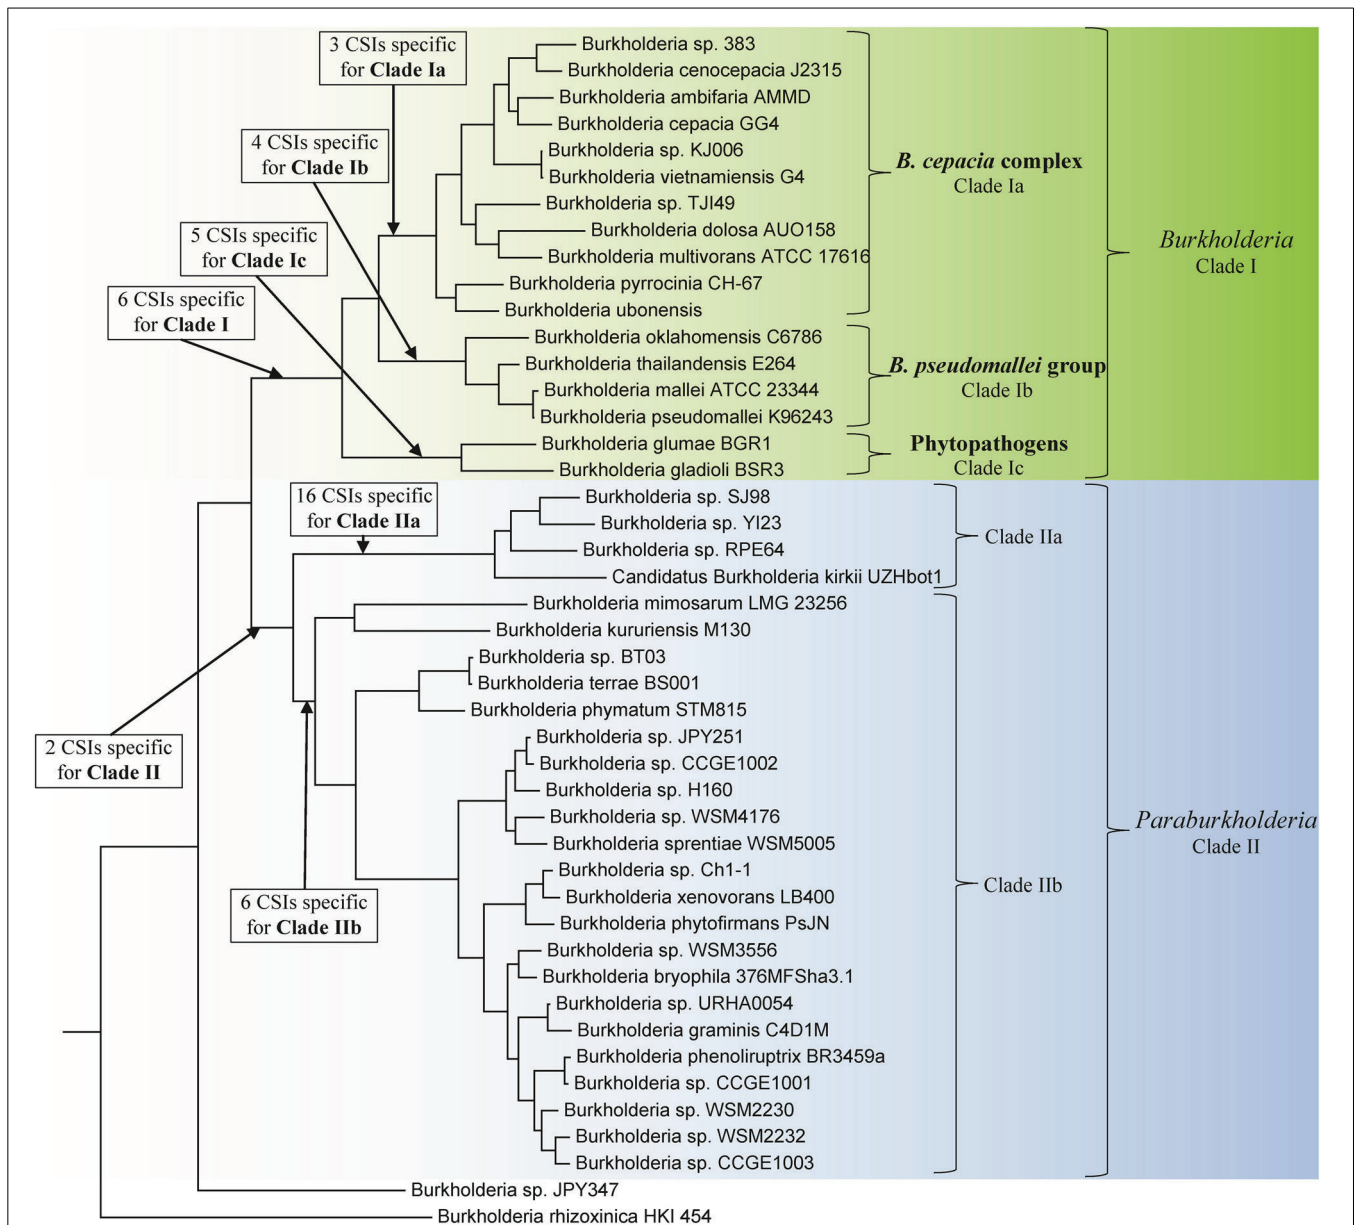 3 CSIs specific
for Clade Ia
4 CSIs specific
for Clade Ib
5 CSIs specific
for Clade Ic
6 CSIs specific
for Clade I
16 CSIs specific
for Clade IIa
2 CSIs specific
for Clade II
6 CSIs specific
for Clade IIb
Burkholderia sp. 383
Burkholderia cenocepacia J2315
Burkholderia ambifaria AMMD
Burkholderia cepacia GG4
Burkholderia sp. KJ006
Burkholderia vietnamiensis G4
Burkholderia sp. TJI49
Burkholderia dolosa AUO158
Burkholderia multivorans ATCC 17616
Burkholderia pyrrocinia CH-67
Burkholderia ubonensis
Burkholderia oklahomensis C6786
Burkholderia thailandensis E264
Burkholderia mallei ATCC 23344
Burkholderia pseudomallei K96243
Burkholderia glumae BGR1
Burkholderia gladioli BSR3
Burkholderia sp. SJ98
Burkholderia sp. YI23
Burkholderia sp. RPE64
Candidatus Burkholderia kirkii UZHbot1
Burkholderia mimosarum LMG 23256
Burkholderia kururiensis M130
Burkholderia sp. BT03
Burkholderia terrae BS001
Burkholderia phymatum STM815
Burkholderia sp. JPY251
Burkholderia sp. CCGE1002
Burkholderia sp. H160
Burkholderia sp. WSM4176
Burkholderia sprentiae WSM5005
Burkholderia sp. Ch1-1
Burkholderia xenovorans LB400
Burkholderia phytofirmans PsJN
Burkholderia sp. WSM3556
Burkholderia bryophila 376MFSha3.1
Burkholderia sp. URHA0054
Burkholderia graminis C4D1M
Burkholderia phenoliruptrix BR3459a
Burkholderia sp. CCGE1001
Burkholderia sp. WSM2230
Burkholderia sp. WSM2232
Burkholderia sp. CCGE1003
Burkholderia sp. JPY347
Burkholderia rhizoxinica HKI 454
B. cepacia complex
Clade Ia
B. pseudomallei group
Clade Ib
Phytopathogens
Clade Ic
Clade IIa
Clade IIb
Burkholderia
Clade I
Paraburkholderia
Clade II